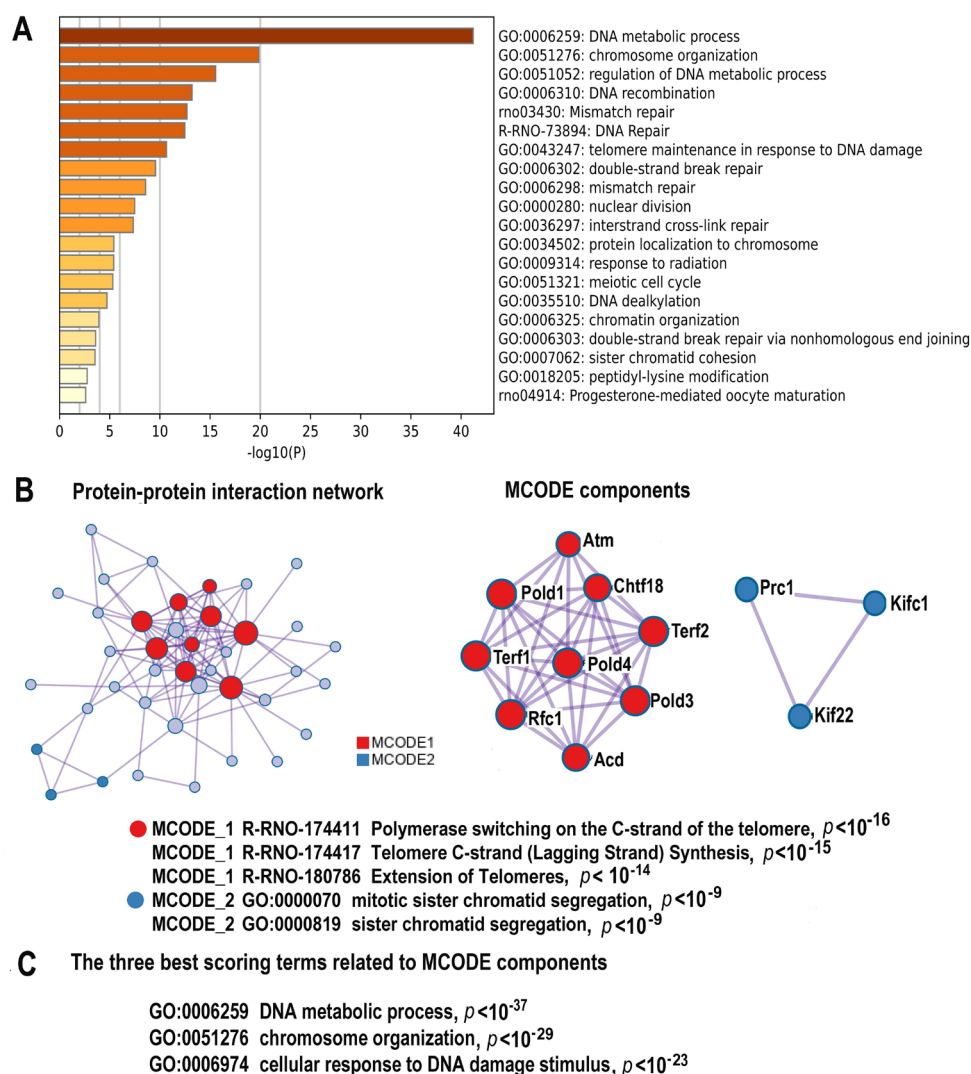 A
GO:0006259: DNA metabolic process
GO:0051276: chromosome organization
GO:0051052: regulation of DNA metabolic process
GO:0006310: DNA recombination
rno03430: Mismatch repair
R-RNO-73894: DNA Repair
GO:0043247: telomere maintenance in response to DNA damage
GO:0006302: double-strand break repair
GO:0006298: mismatch repair
GO:0000280: nuclear division
GO:0036297: interstrand cross-link repair
GO:0034502: protein localization to chromosome
GO:0009314: response to radiation
GO:0051321: meiotic cell cycle
GO:0035510: DNA dealkylation
GO:0006325: chromatin organization
GO:0006303: double-strand break repair via nonhomologous end joining
GO:0007062: sister chromatid cohesion
GO:0018205: peptidyl-lysine modification
rno04914: Progesterone-mediated oocyte maturation
0 5 10 15 20 25 30 35 40
-log10(P)
B
Protein-protein interaction network
MCODE components
Atm
Pold1
Chtf18
Terf2
Terf1
Pold4
Pold3
Rfc1
Acd
Prc1
Kifc1
Kif22
MCODE1
MCODE2
MCODE_1 R-RNO-174411 Polymerase switching on the C-strand of the telomere, p<10-16
MCODE_1 R-RNO-174417 Telomere C-strand (Lagging Strand) Synthesis, p<10-15
MCODE_1 R-RNO-180786 Extension of Telomeres, p< 10-14
MCODE_2 GO:0000070 mitotic sister chromatid segregation, p<10-9
MCODE_2 GO:0000819 sister chromatid segregation, p<10-9
C
The three best scoring terms related to MCODE components
GO:0006259 DNA metabolic process, p<10-37
GO:0051276 chromosome organization, p<10-29
GO:0006974 cellular response to DNA damage stimulus, p<10-23